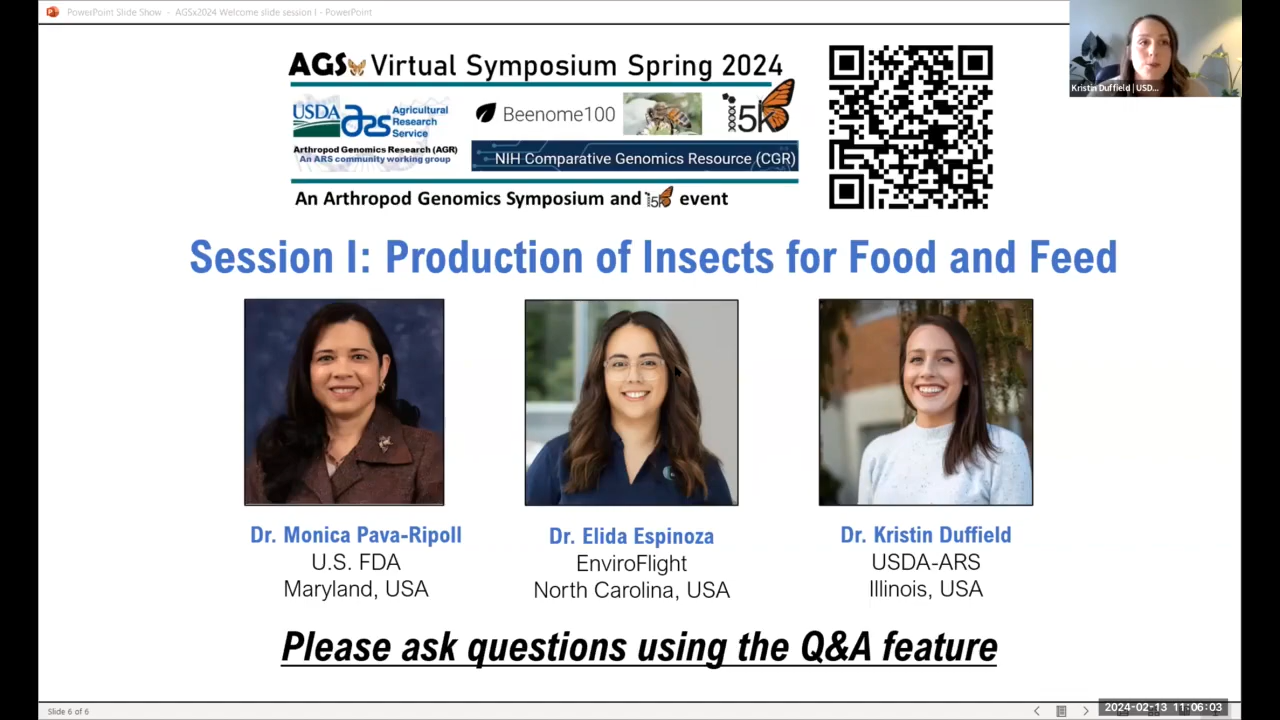 PowerPoint Slide Show - AGSx2024 Welcome slide session I - PowerPoint
AGS Virtual Symposium Spring 2024
USDA ars Agricultural
Research
Service
Arthropod Genomics Research (AGR)
An ARS community working group
Beenome100
i5k
NIH Comparative Genomics Resource (CGR)
An Arthropod Genomics Symposium and i5k event
Kristin Duffield | USD...
Session I: Production of Insects for Food and Feed
Dr. Monica Pava-Ripoll
U.S. FDA
Maryland, USA
Dr. Elida Espinoza
EnviroFlight
North Carolina, USA
Dr. Kristin Duffield
USDA-ARS
Illinois, USA
Please ask questions using the Q&A feature
Slide 6 of 6
2024-02-13 11:06:03